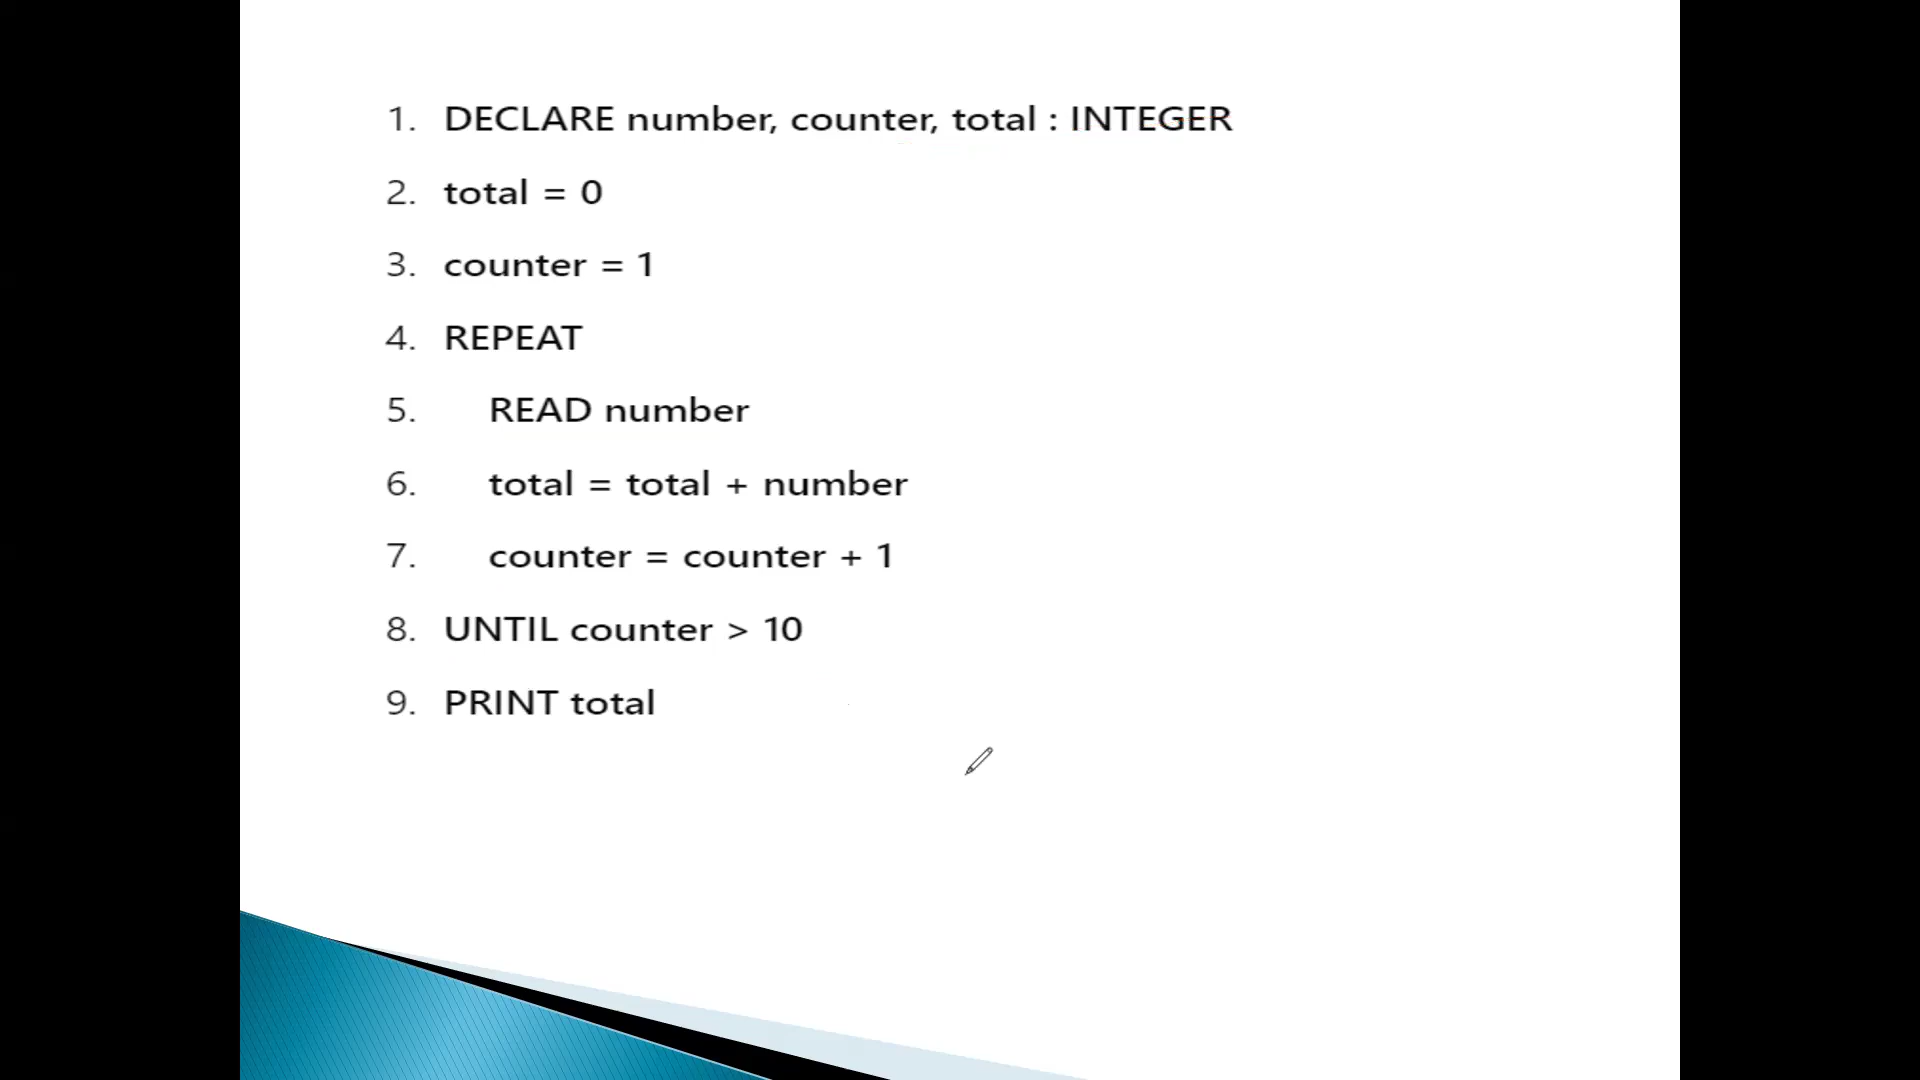 1. DECLARE number, counter, total : INTEGER
2. total = 0
3. counter = 1
4. REPEAT
5. READ number
6. total = total + number
7. counter = counter + 1
8. UNTIL counter > 10
9. PRINT total